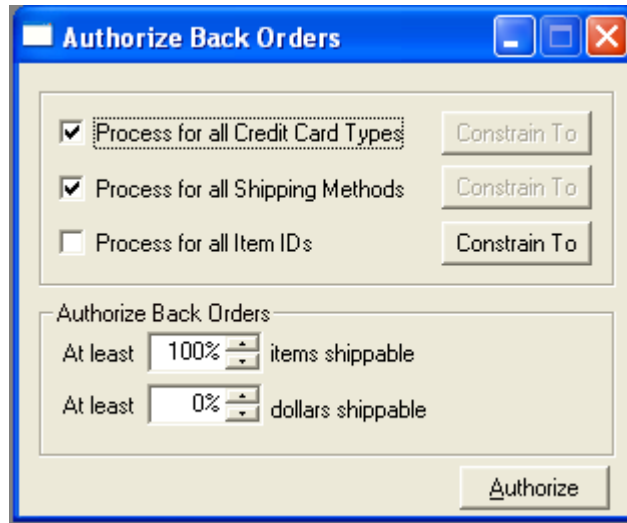 Authorize Back Orders
Process for all Credit Card Types Constrain To
Process for all Shipping Methods Constrain To
Process for all Item IDs Constrain To
Authorize Back Orders
At least 100% items shippable
At least 0% dollars shippable
Authorize